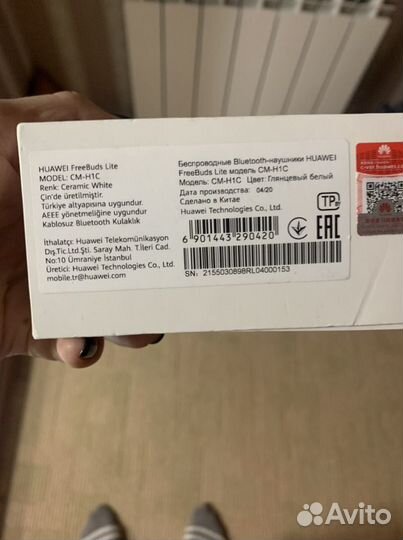 HUAWEI FreeBuds Lite
MODEL: CM-H1C
Renk: Ceramic White
Çin'de üretilmiştir.
Türkiye altyapısına uygundur.
AEEE yönetmeliğine uygundur.
Kablosuz Bluetooth Kulaklık
İthalatçı: Huawei Telekomünikasyon
Dış.Tic.Ltd.Şti. Saray Mah. T.İleri Cad.
No:10 Ümraniye İstanbul
Üretici: Huawei Technologies Co., Ltd.
mobile.tr@huawei.com
Беспроводные Bluetooth-наушники HUAWEI
FreeBuds Lite модель CM-H1C
Модель: CM-H1C Цвет: Глянцевый белый
Дата производства: 04/20
Сделано в Китае
Huawei Technologies Co., Ltd.
TP
6 901443 290420
EAC
SN: 2155030898RL04000153
HUAWEI
Avito